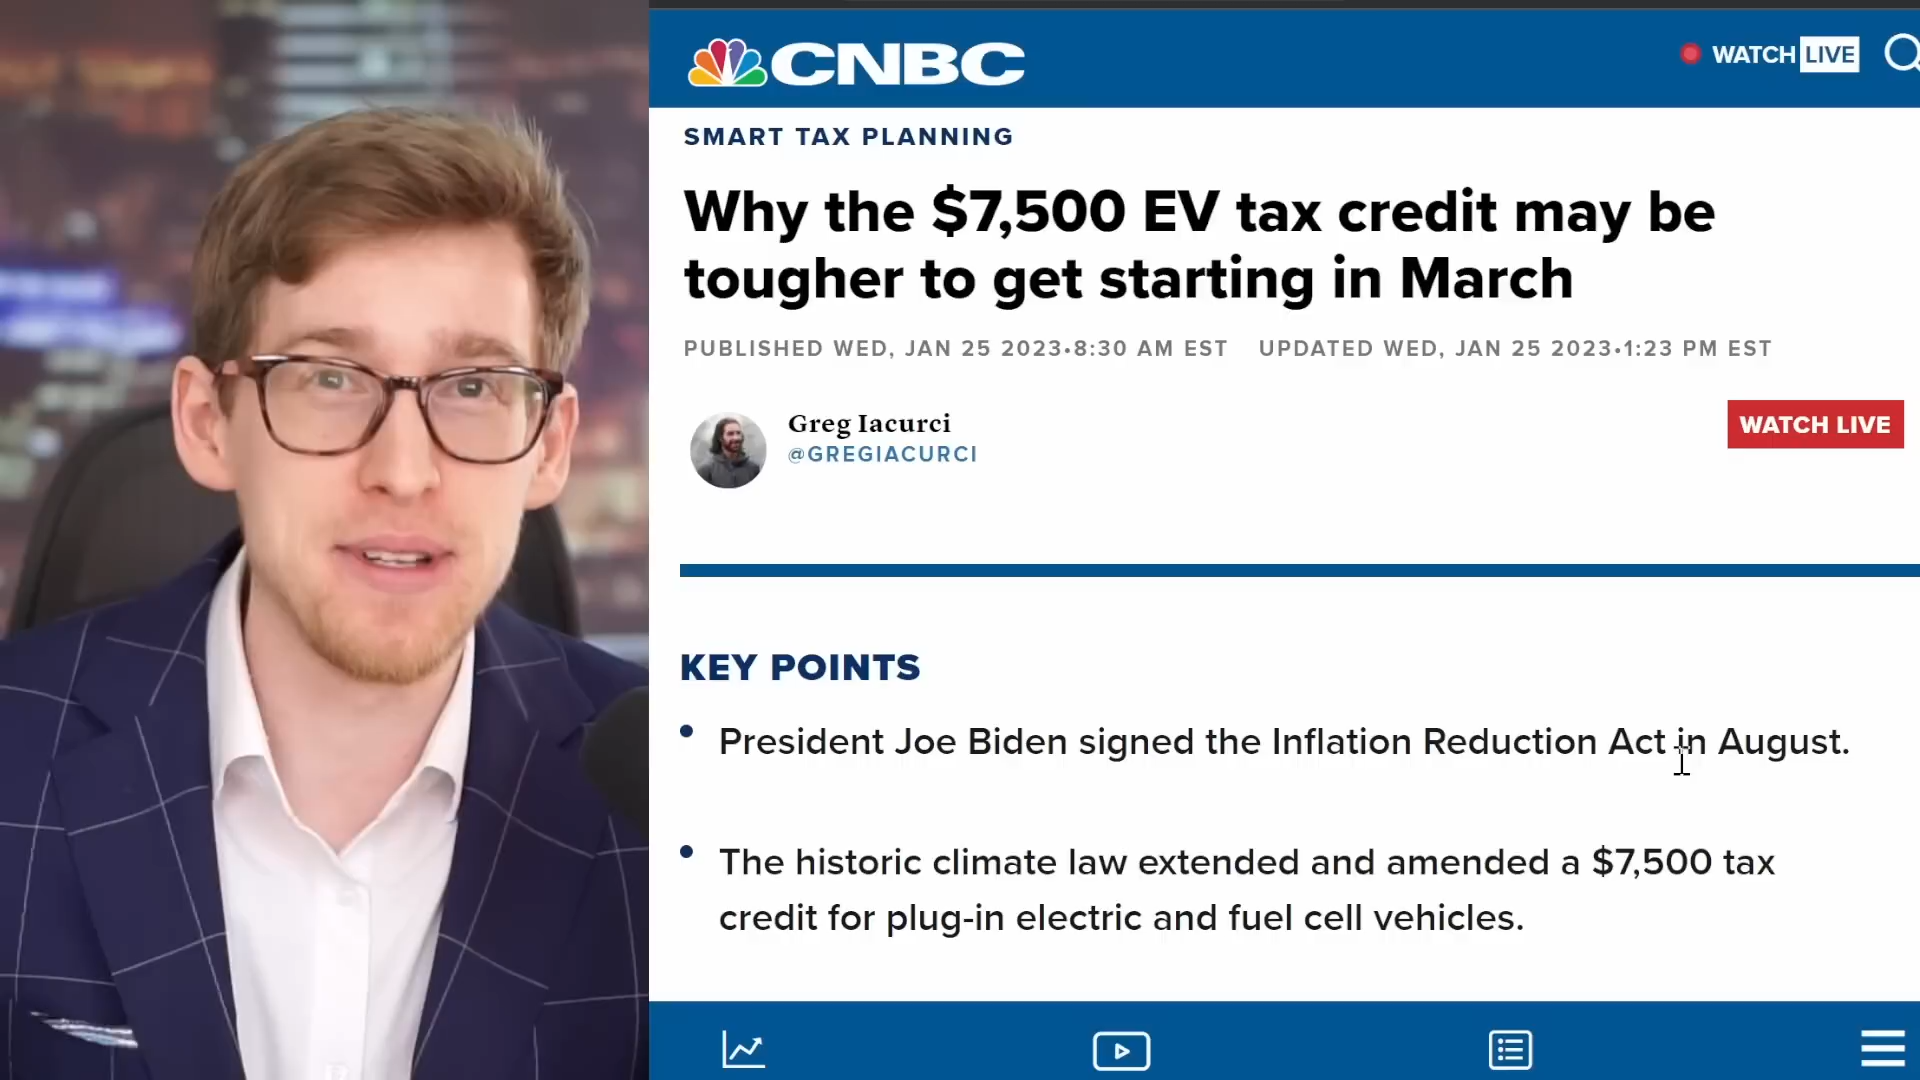 CNBC
WATCH LIVE
SMART TAX PLANNING
Why the $7,500 EV tax credit may be
tougher to get starting in March
PUBLISHED WED, JAN 25 2023•8:30 AM EST UPDATED WED, JAN 25 2023•1:23 PM EST
Greg Iacurci
@GREGIACURCI
WATCH LIVE
KEY POINTS
• President Joe Biden signed the Inflation Reduction Act in August.
• The historic climate law extended and amended a $7,500 tax
credit for plug-in electric and fuel cell vehicles.